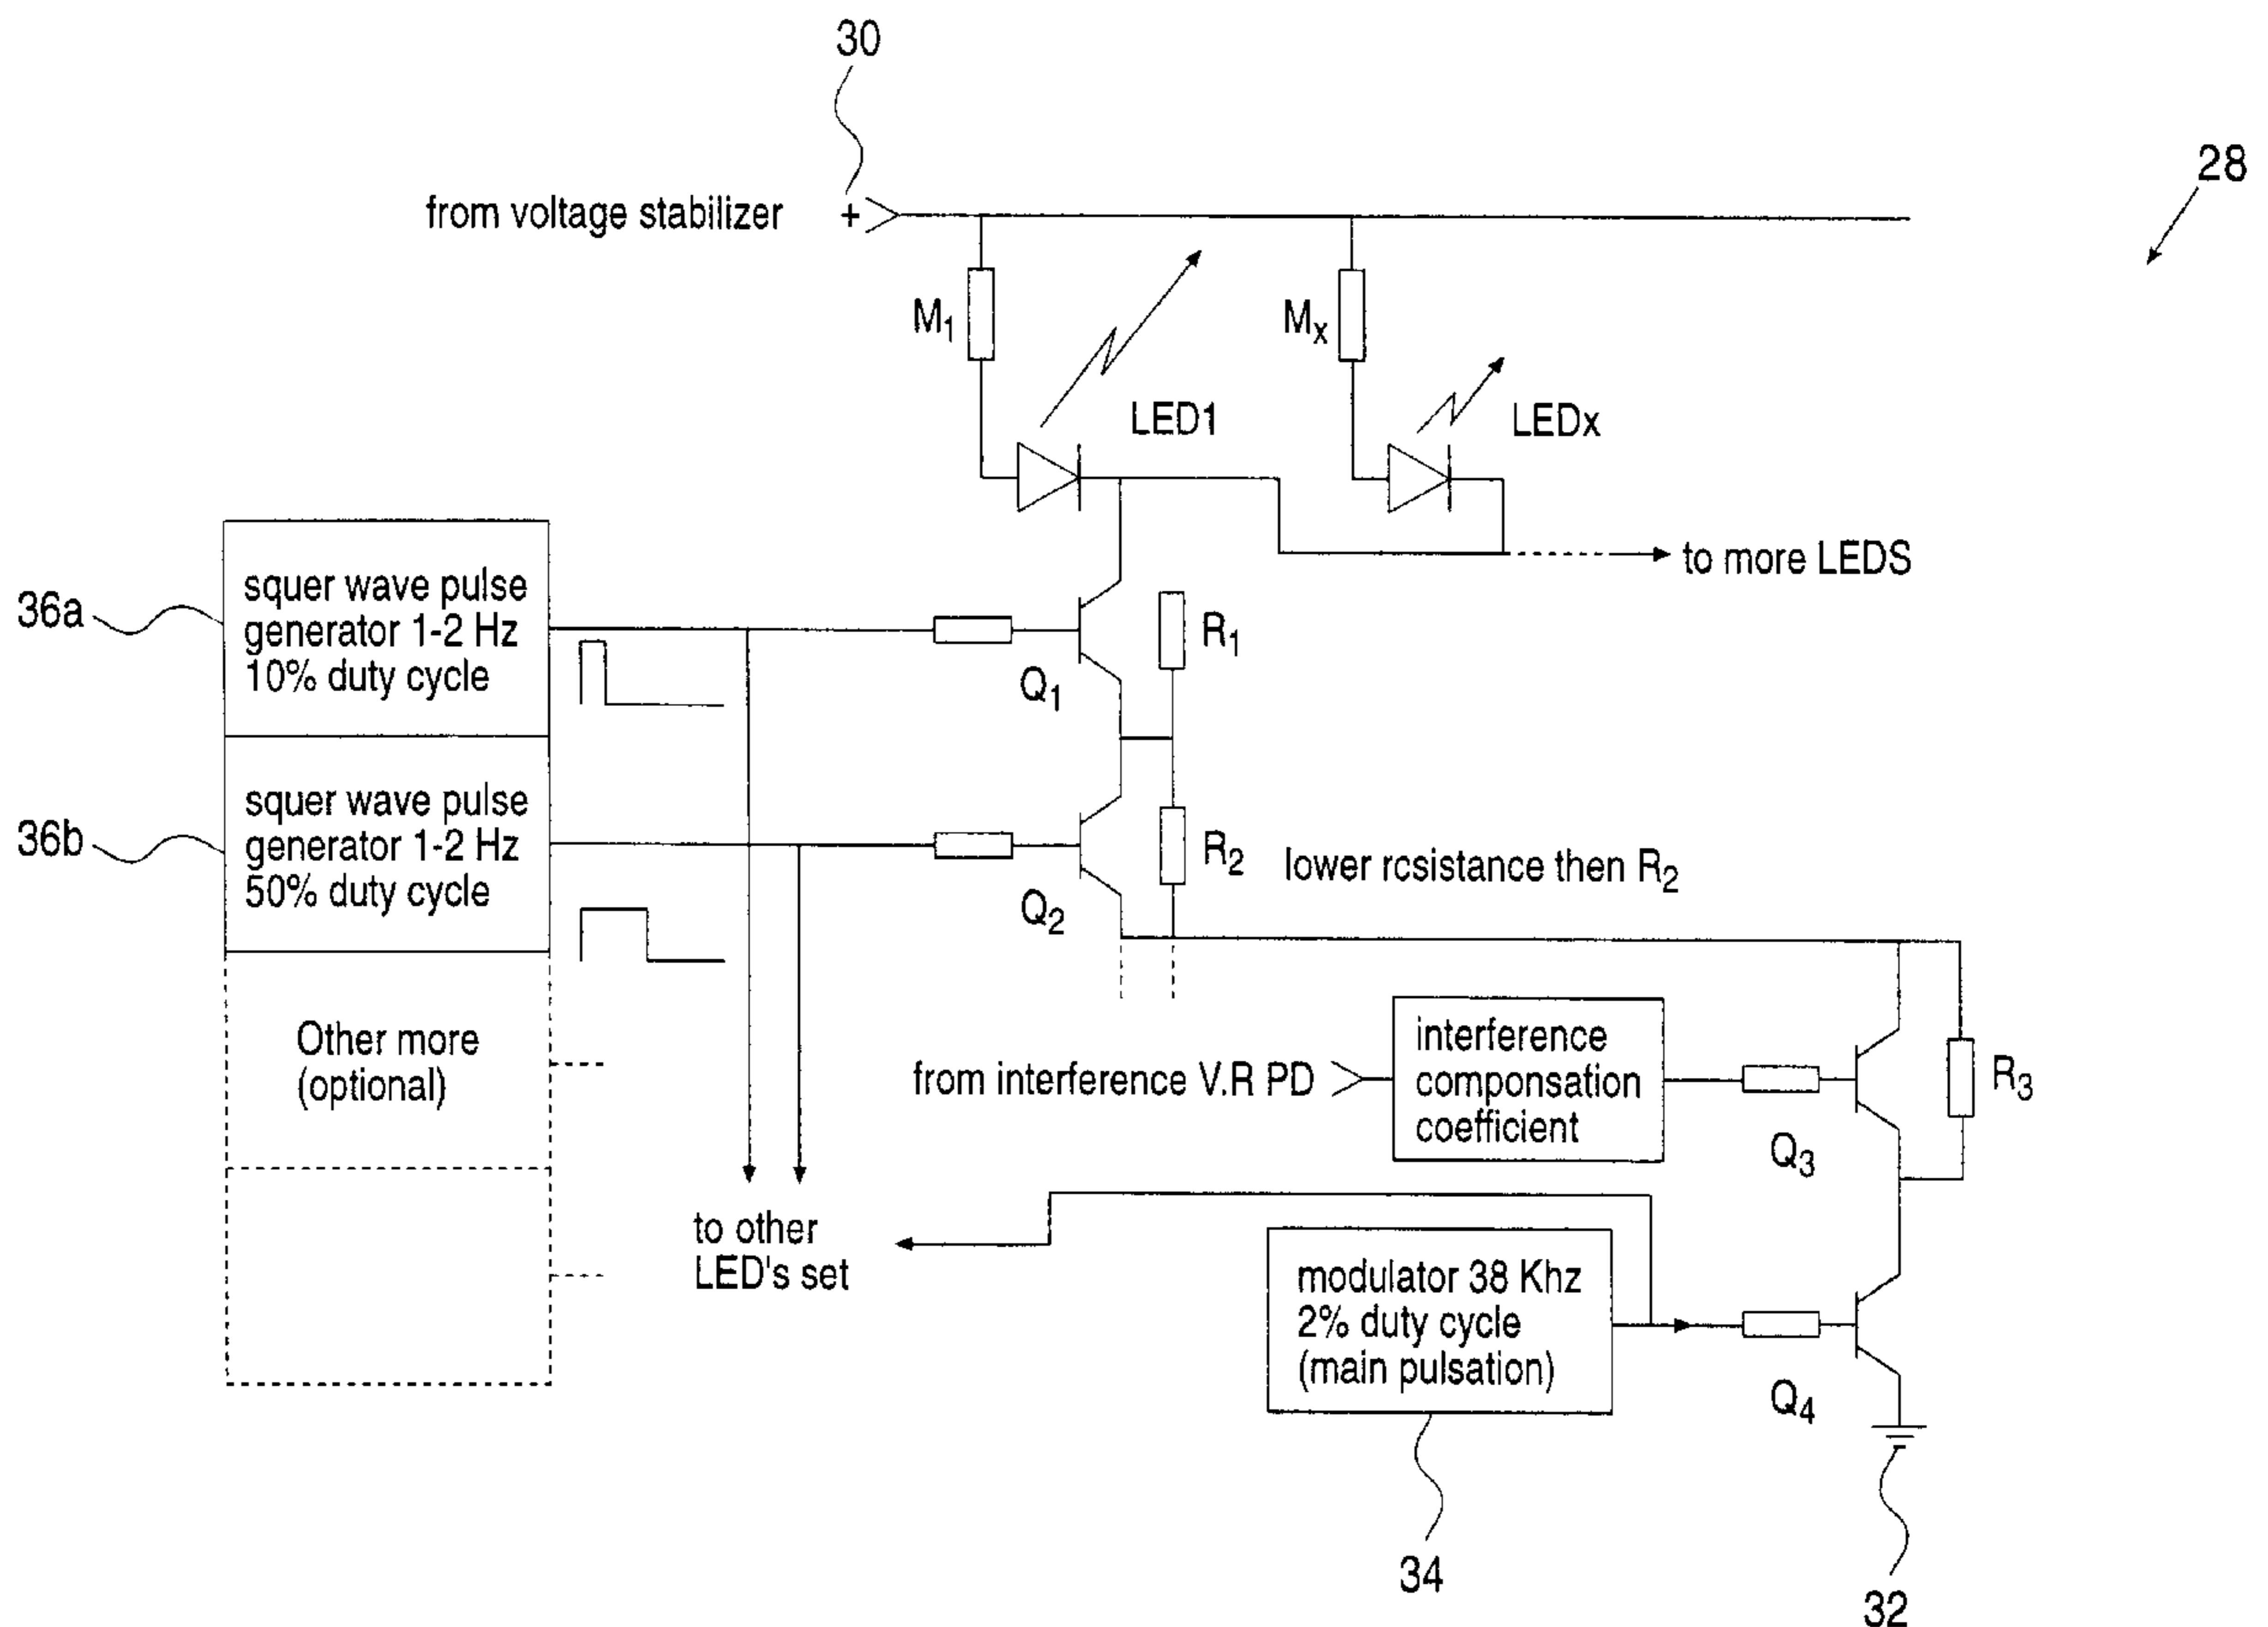 30
28
from voltage stabilizer
+
M1
Mx
LED1
LEDx
to more LEDS
36a
squer wave pulse
generator 1-2 Hz
10% duty cycle
Q1
R1
36b
squer wave pulse
generator 1-2 Hz
50% duty cycle
Q2
R2
lower rcsistance then R2
Other more
(optional)
from interference V.R PD
interference
componsation
coefficient
Q3
R3
to other
LED's set
modulator 38 Khz
2% duty cycle
(main pulsation)
Q4
34
32